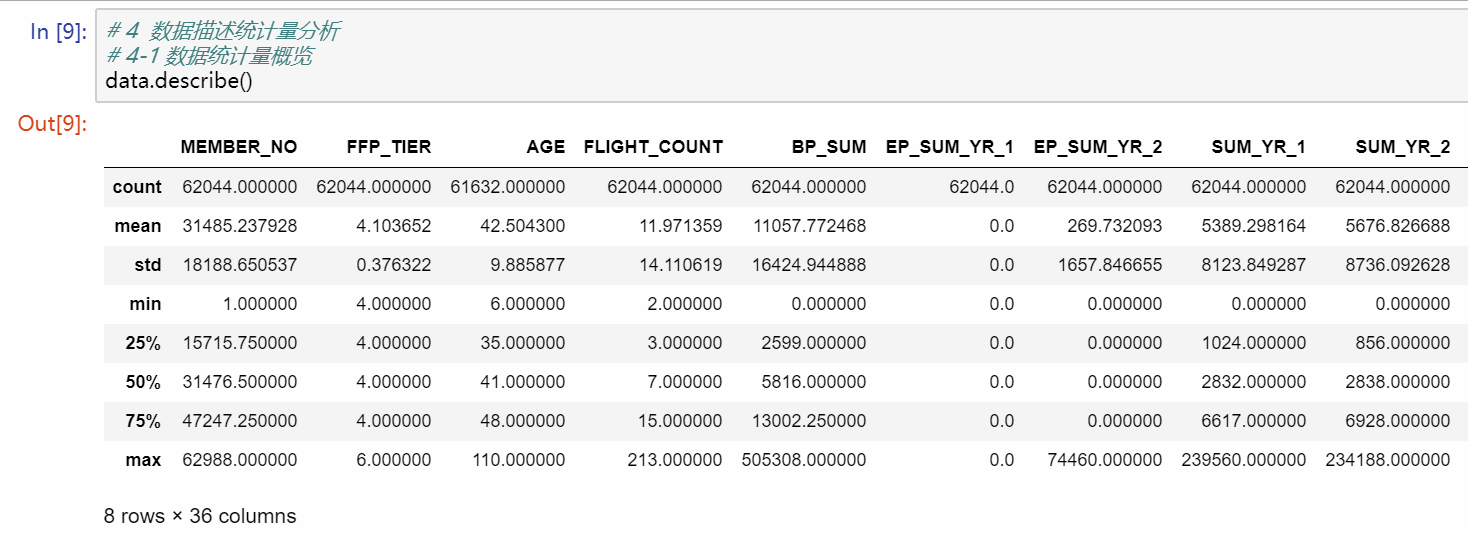 In [9]:
# 4 数据描述统计量分析
# 4-1 数据统计量概览
data.describe()
Out[9]:
MEMBER_NO FFP_TIER AGE FLIGHT_COUNT BP_SUM EP_SUM_YR_1 EP_SUM_YR_2 SUM_YR_1 SUM_YR_2
count 62044.000000 62044.000000 61632.000000 62044.000000 62044.000000 62044.0 62044.000000 62044.000000 62044.000000
mean 31485.237928 4.103652 42.504300 11.971359 11057.772468 0.0 269.732093 5389.298164 5676.826688
std 18188.650537 0.376322 9.885877 14.110619 16424.944888 0.0 1657.846655 8123.849287 8736.092628
min 1.000000 4.000000 6.000000 2.000000 0.000000 0.0 0.000000 0.000000 0.000000
25% 15715.750000 4.000000 35.000000 3.000000 2599.000000 0.0 0.000000 1024.000000 856.000000
50% 31476.500000 4.000000 41.000000 7.000000 5816.000000 0.0 0.000000 2832.000000 2838.000000
75% 47247.250000 4.000000 48.000000 15.000000 13002.250000 0.0 0.000000 6617.000000 6928.000000
max 62988.000000 6.000000 110.000000 213.000000 505308.000000 0.0 74460.000000 239560.000000 234188.000000
8 rows × 36 columns